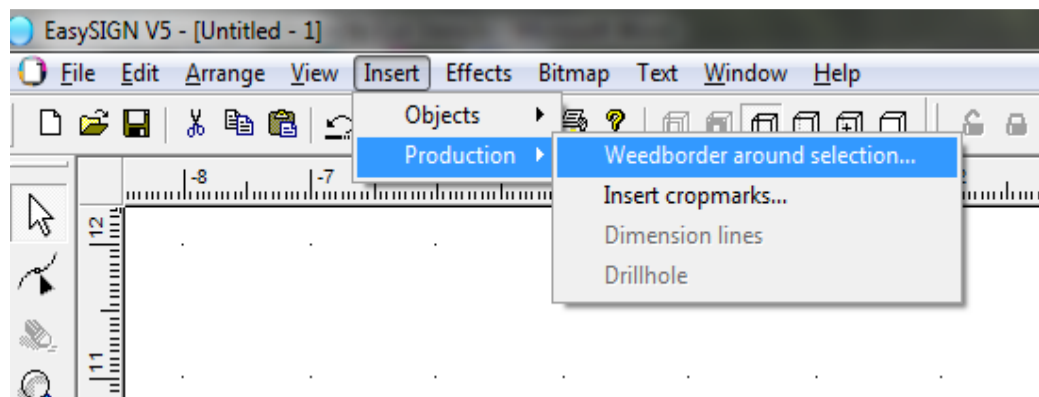 EasySIGN V5 - [Untitled - 1]
File Edit Arrange View Insert Effects Bitmap Text Window Help
Objects
Production
Weedborder around selection...
Insert cropmarks...
Dimension lines
Drillhole
-8 -7
12
11